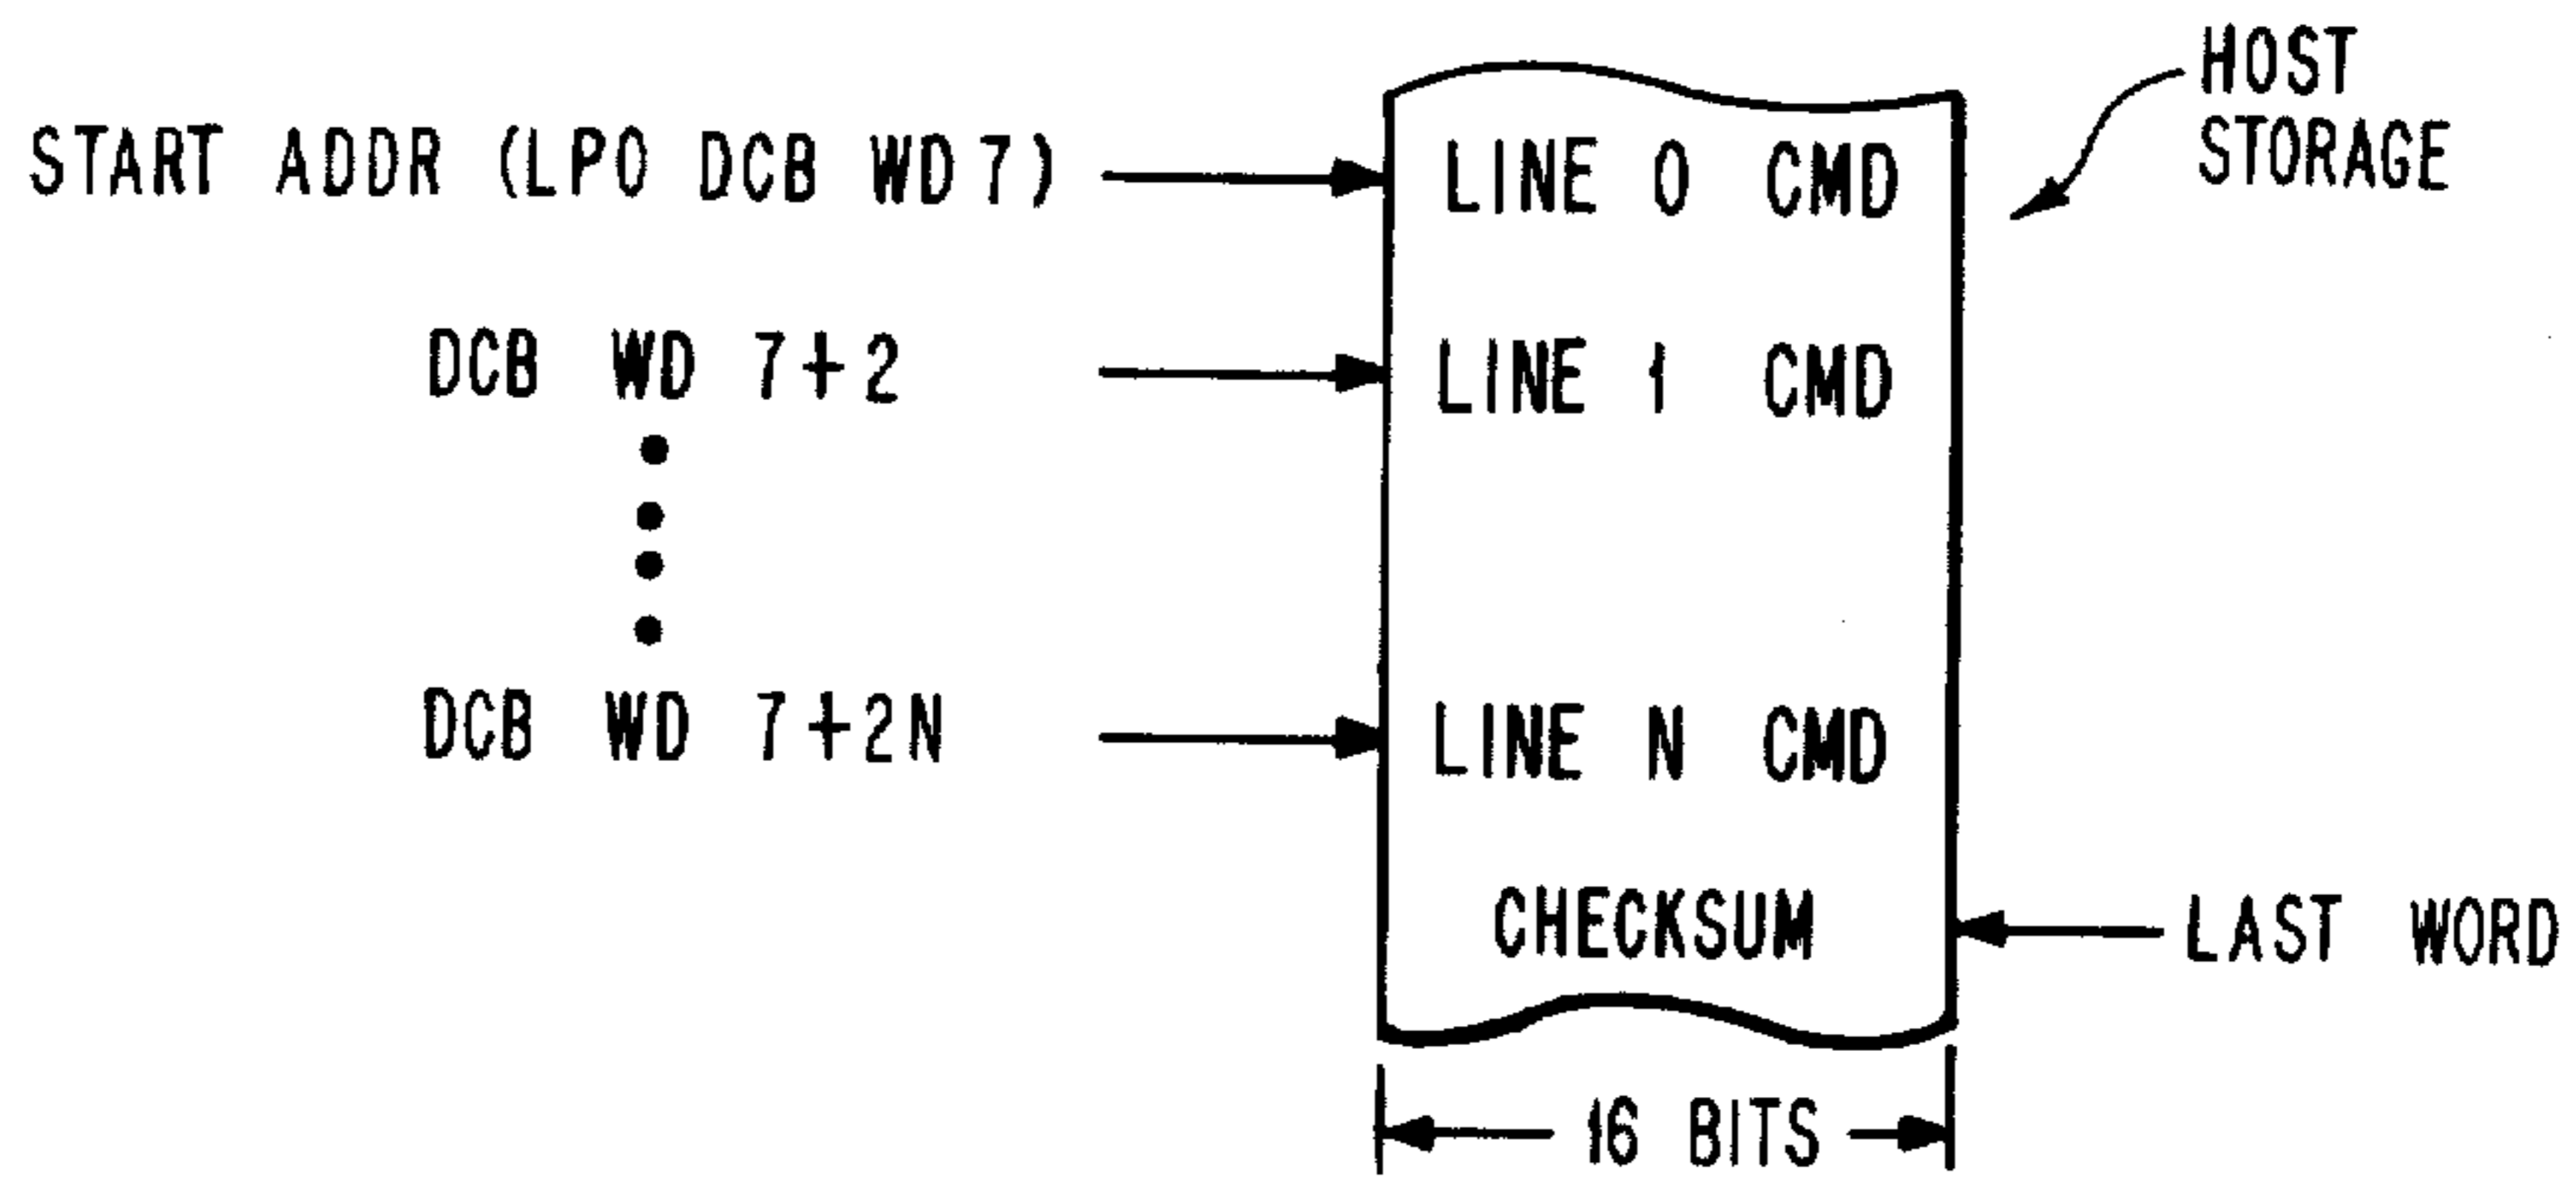 HOST
STORAGE
START ADDR (LPO DCB WD 7)
LINE 0 CMD
DCB WD 7+2
LINE 1 CMD
DCB WD 7+2N
LINE N CMD
CHECKSUM
LAST WORD
16 BITS